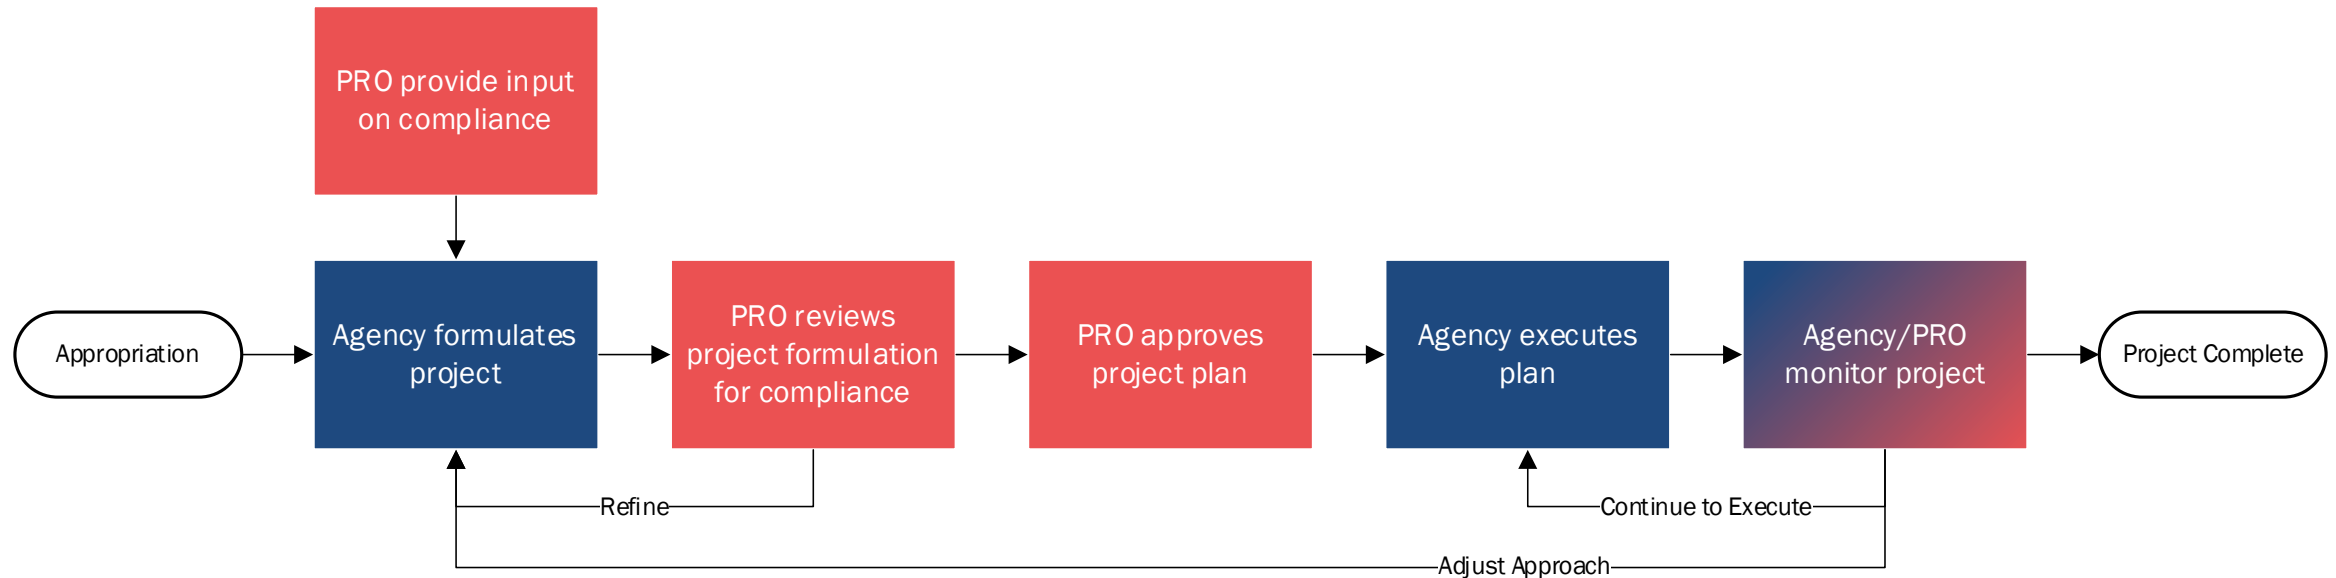 PRO provide input
on compliance
Appropriation
Agency formulates
project
PRO reviews
project formulation
for compliance
PRO approves
project plan
Agency executes
plan
Agency/PRO
monitor project
Project Complete
Refine
Continue to Execute
Adjust Approach